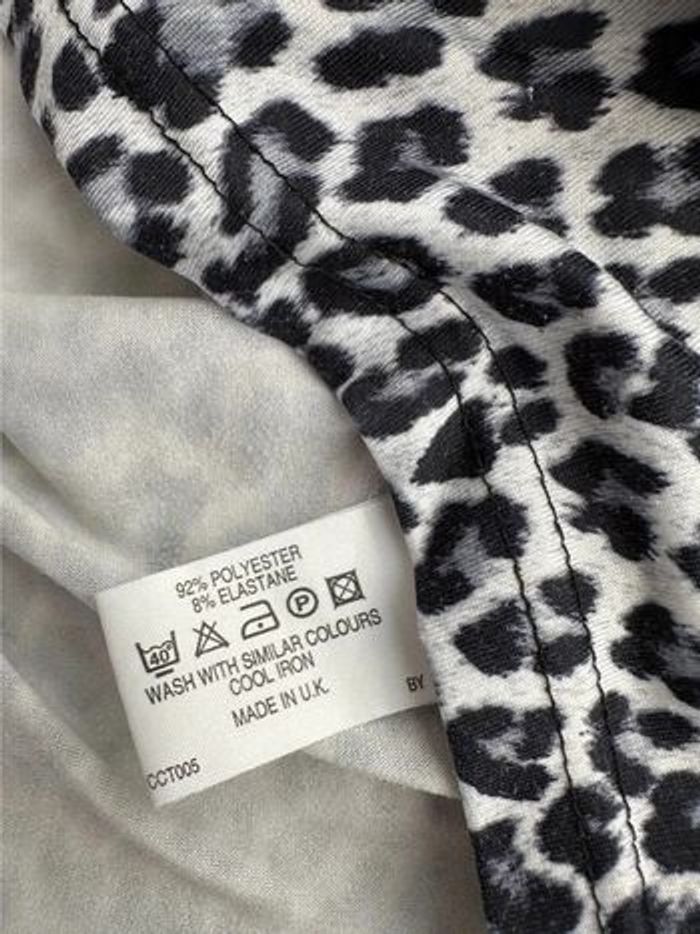 92% POLYESTER
8% ELASTANE
40°
P
WASH WITH SIMILAR COLOURS
COOL IRON
MADE IN U.K.
BY
CCT005